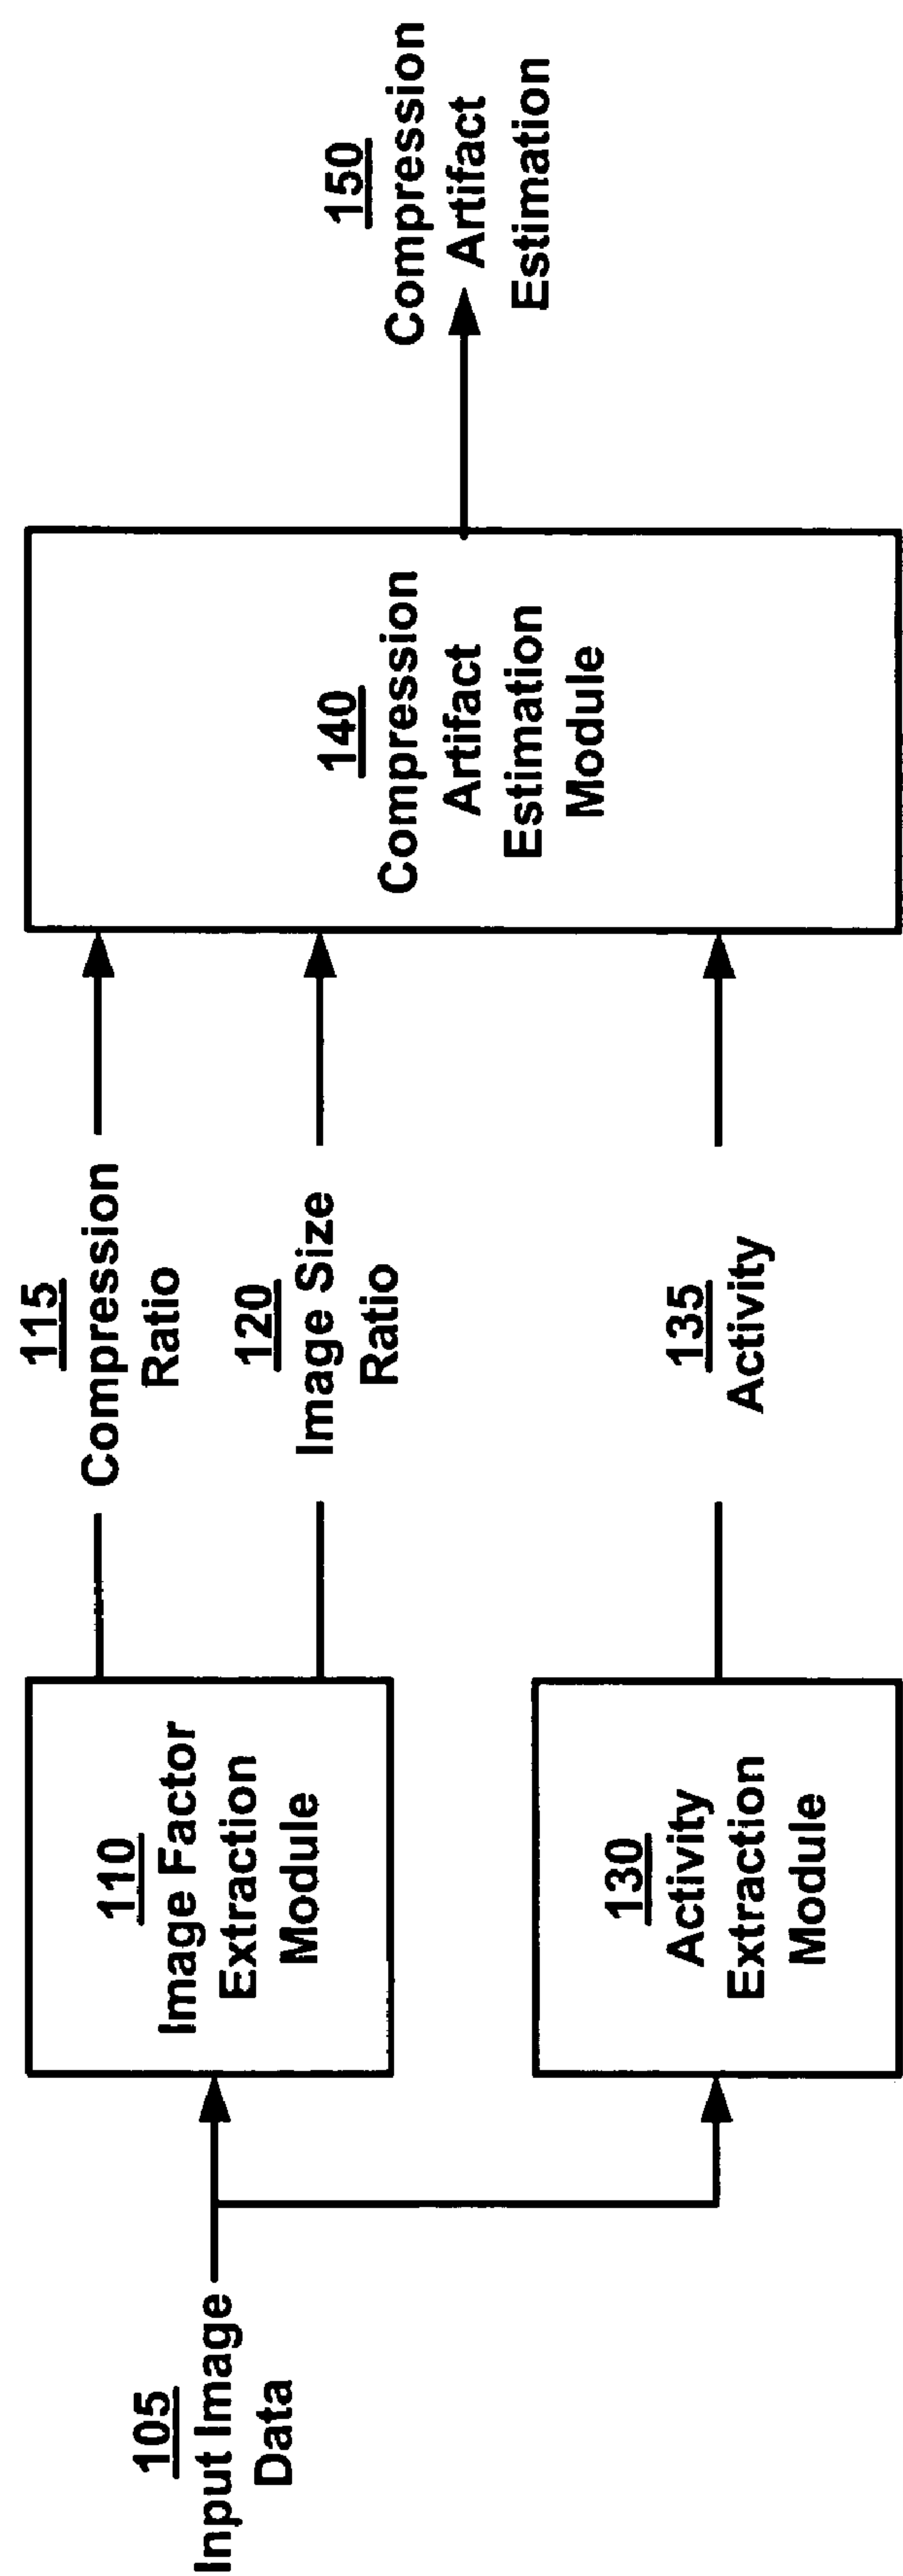 105
Input Image
Data
110
Image Factor
Extraction
Module
130
Activity
Extraction
Module
115
Compression
Ratio
120
Image Size
Ratio
135
Activity
140
Compression
Artifact
Estimation
Module
150
Compression
Artifact
Estimation